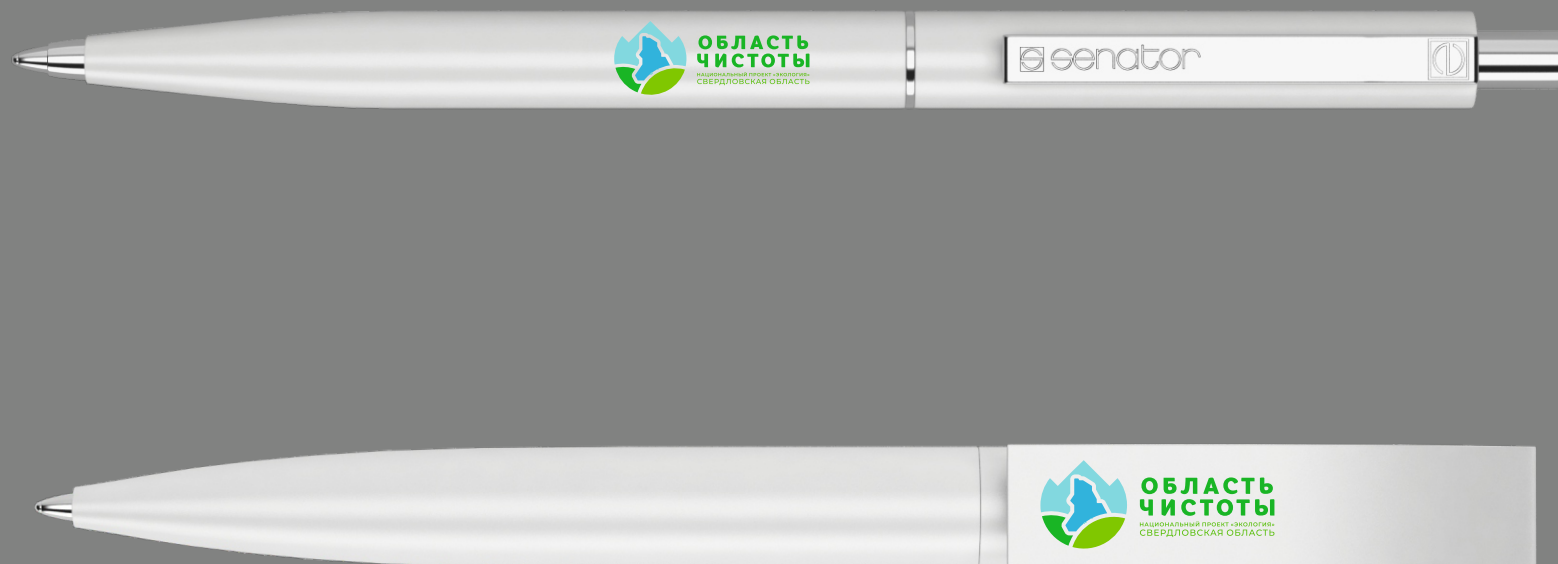 ОБЛАСТЬ
ЧИСТОТЫ
НАЦИОНАЛЬНЫЙ ПРОЕКТ «ЭКОЛОГИЯ»
СВЕРДЛОВСКАЯ ОБЛАСТЬ
senator
ОБЛАСТЬ
ЧИСТОТЫ
НАЦИОНАЛЬНЫЙ ПРОЕКТ «ЭКОЛОГИЯ»
СВЕРДЛОВСКАЯ ОБЛАСТЬ